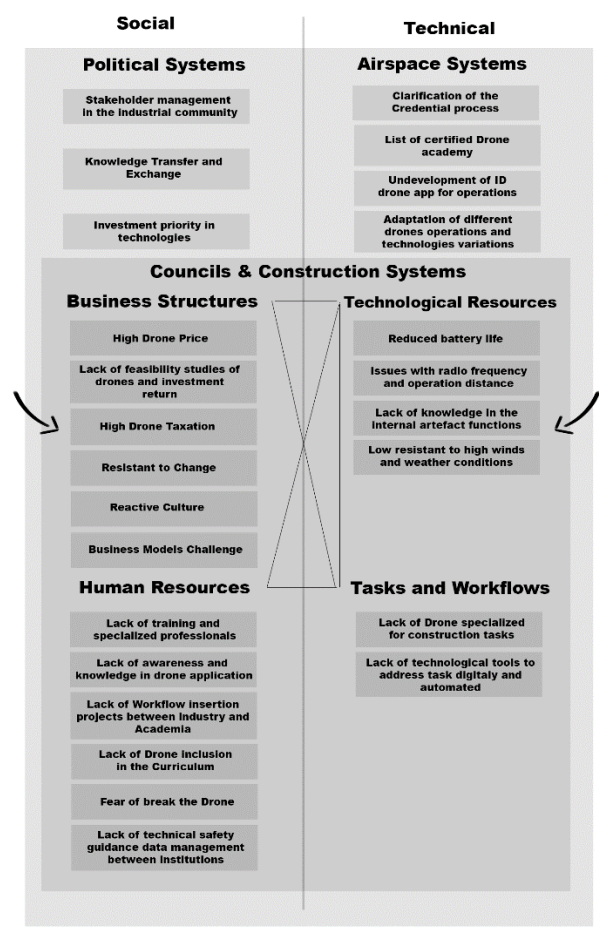 Social
Technical
Political Systems
Stakeholder management
in the industrial community
Knowledge Transfer and
Exchange
Investment priority in
technologies
Airspace Systems
Clarification of the
Credential process
List of certified Drone
academy
Undevelopment of ID
drone app for operations
Adaptation of different
drones operations and
technologies variations
Councils & Construction Systems
Business Structures
High Drone Price
Lack of feasibility studies of
drones and investment
return
High Drone Taxation
Resistant to Change
Reactive Culture
Business Models Challenge
Technological Resources
Reduced battery life
Issues with radio frequency
and operation distance
Lack of knowledge in the
internal artefact functions
Low resistant to high winds
and weather conditions
Human Resources
Lack of training and
specialized professionals
Lack of awareness and
knowledge in drone application
Lack of Workflow insertion
projects between Industry and
Academia
Lack of Drone inclusion
in the Curriculum
Fear of break the Drone
Lack of technical safety
guidance data management
between institutions
Tasks and Workflows
Lack of Drone specialized
for construction tasks
Lack of technological tools to
address task digitaly and
automated